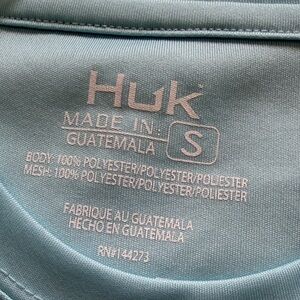 Huk
MADE IN:
GUATEMALA
S
BODY: 100% POLYESTER/POLYESTER/POLIESTER
MESH: 100% POLYESTER/POLYESTER/POLIESTER
FABRIQUE AU GUATEMALA
HECHO EN GUATEMALA
RN#144273